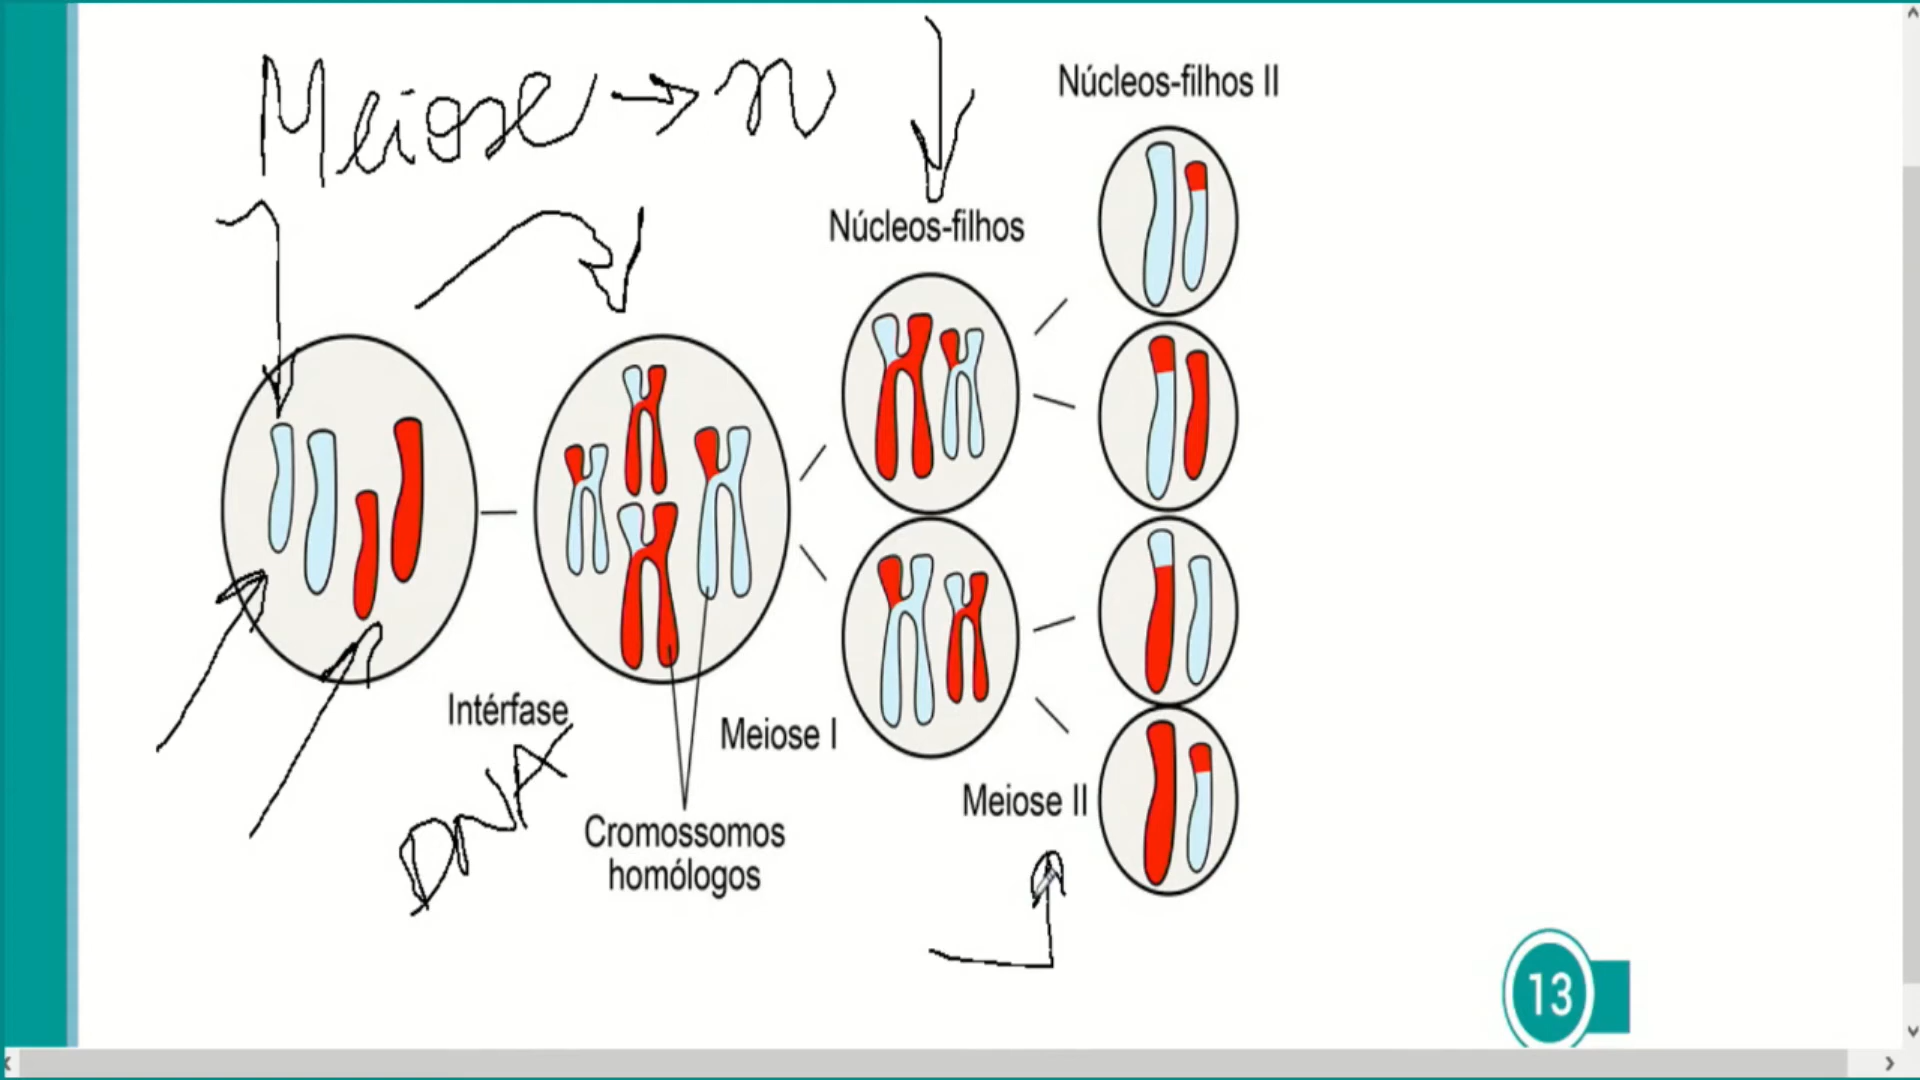 Meiose → n
Núcleos-filhos II
Núcleos-filhos
Intérfase
DNA
Meiose I
Cromossomos
homólogos
Meiose II
13